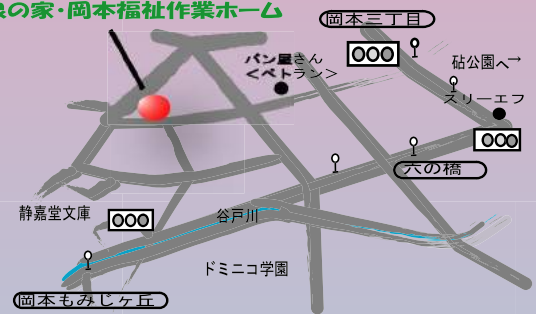 の家・岡本福祉作業ホーム
岡本三丁目
パン屋さん
<ペトラン>
砧公園へ→
スリーエフ
六の橋
静嘉堂文庫
谷戸川
ドミニコ学園
岡本もみじヶ丘